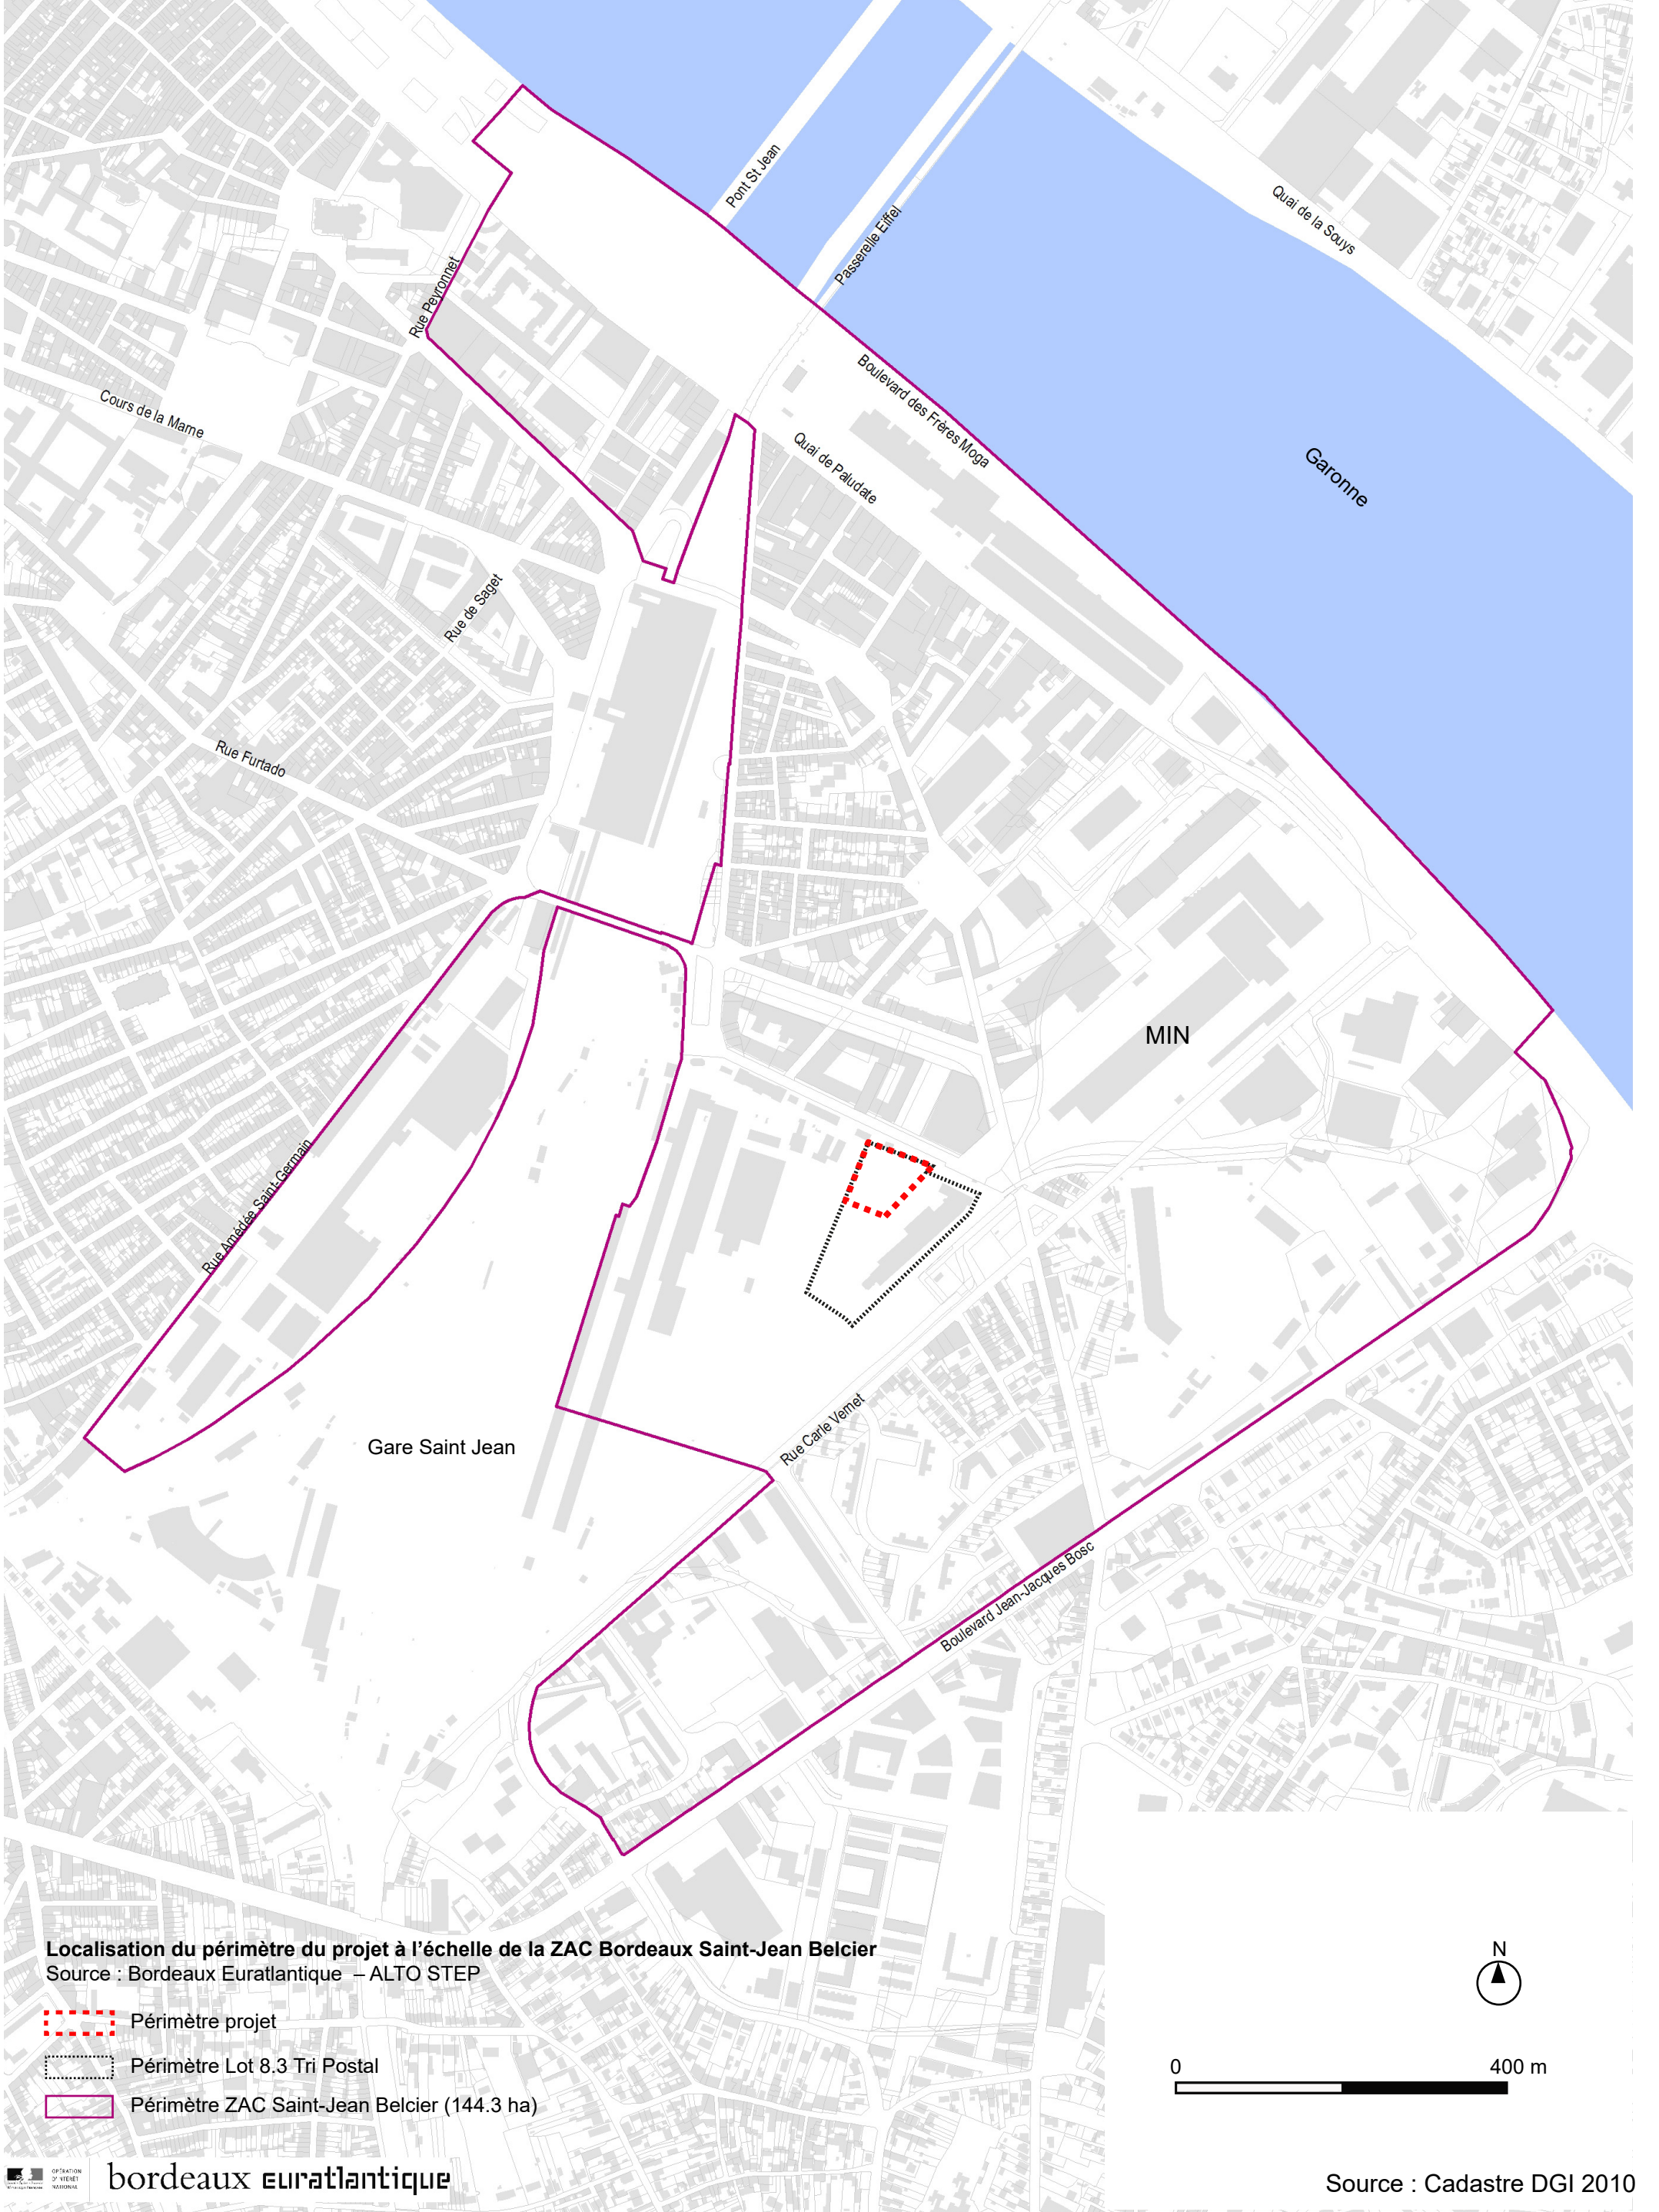 Pont St Jean
Passerelle Eiffel
Quai de la Souys
Rue Peyronnet
Boulevard des Frères Moga
Cours de la Marne
Quai de Paludate
Garonne
Rue de Saget
Rue Furtado
MIN
Rue Amédée Saint-Germain
Gare Saint Jean
Rue Carle Vernet
Boulevard Jean-Jacques Bosc
Localisation du périmètre du projet à l’échelle de la ZAC Bordeaux Saint-Jean Belcier
Source : Bordeaux Euratlantique – ALTO STEP
Périmètre projet
Périmètre Lot 8.3 Tri Postal
Périmètre ZAC Saint-Jean Belcier (144.3 ha)
N
0 400 m
OPÉRATION
D'INTÉRÊT
NATIONAL
bordeaux euratlantique
Source : Cadastre DGI 2010